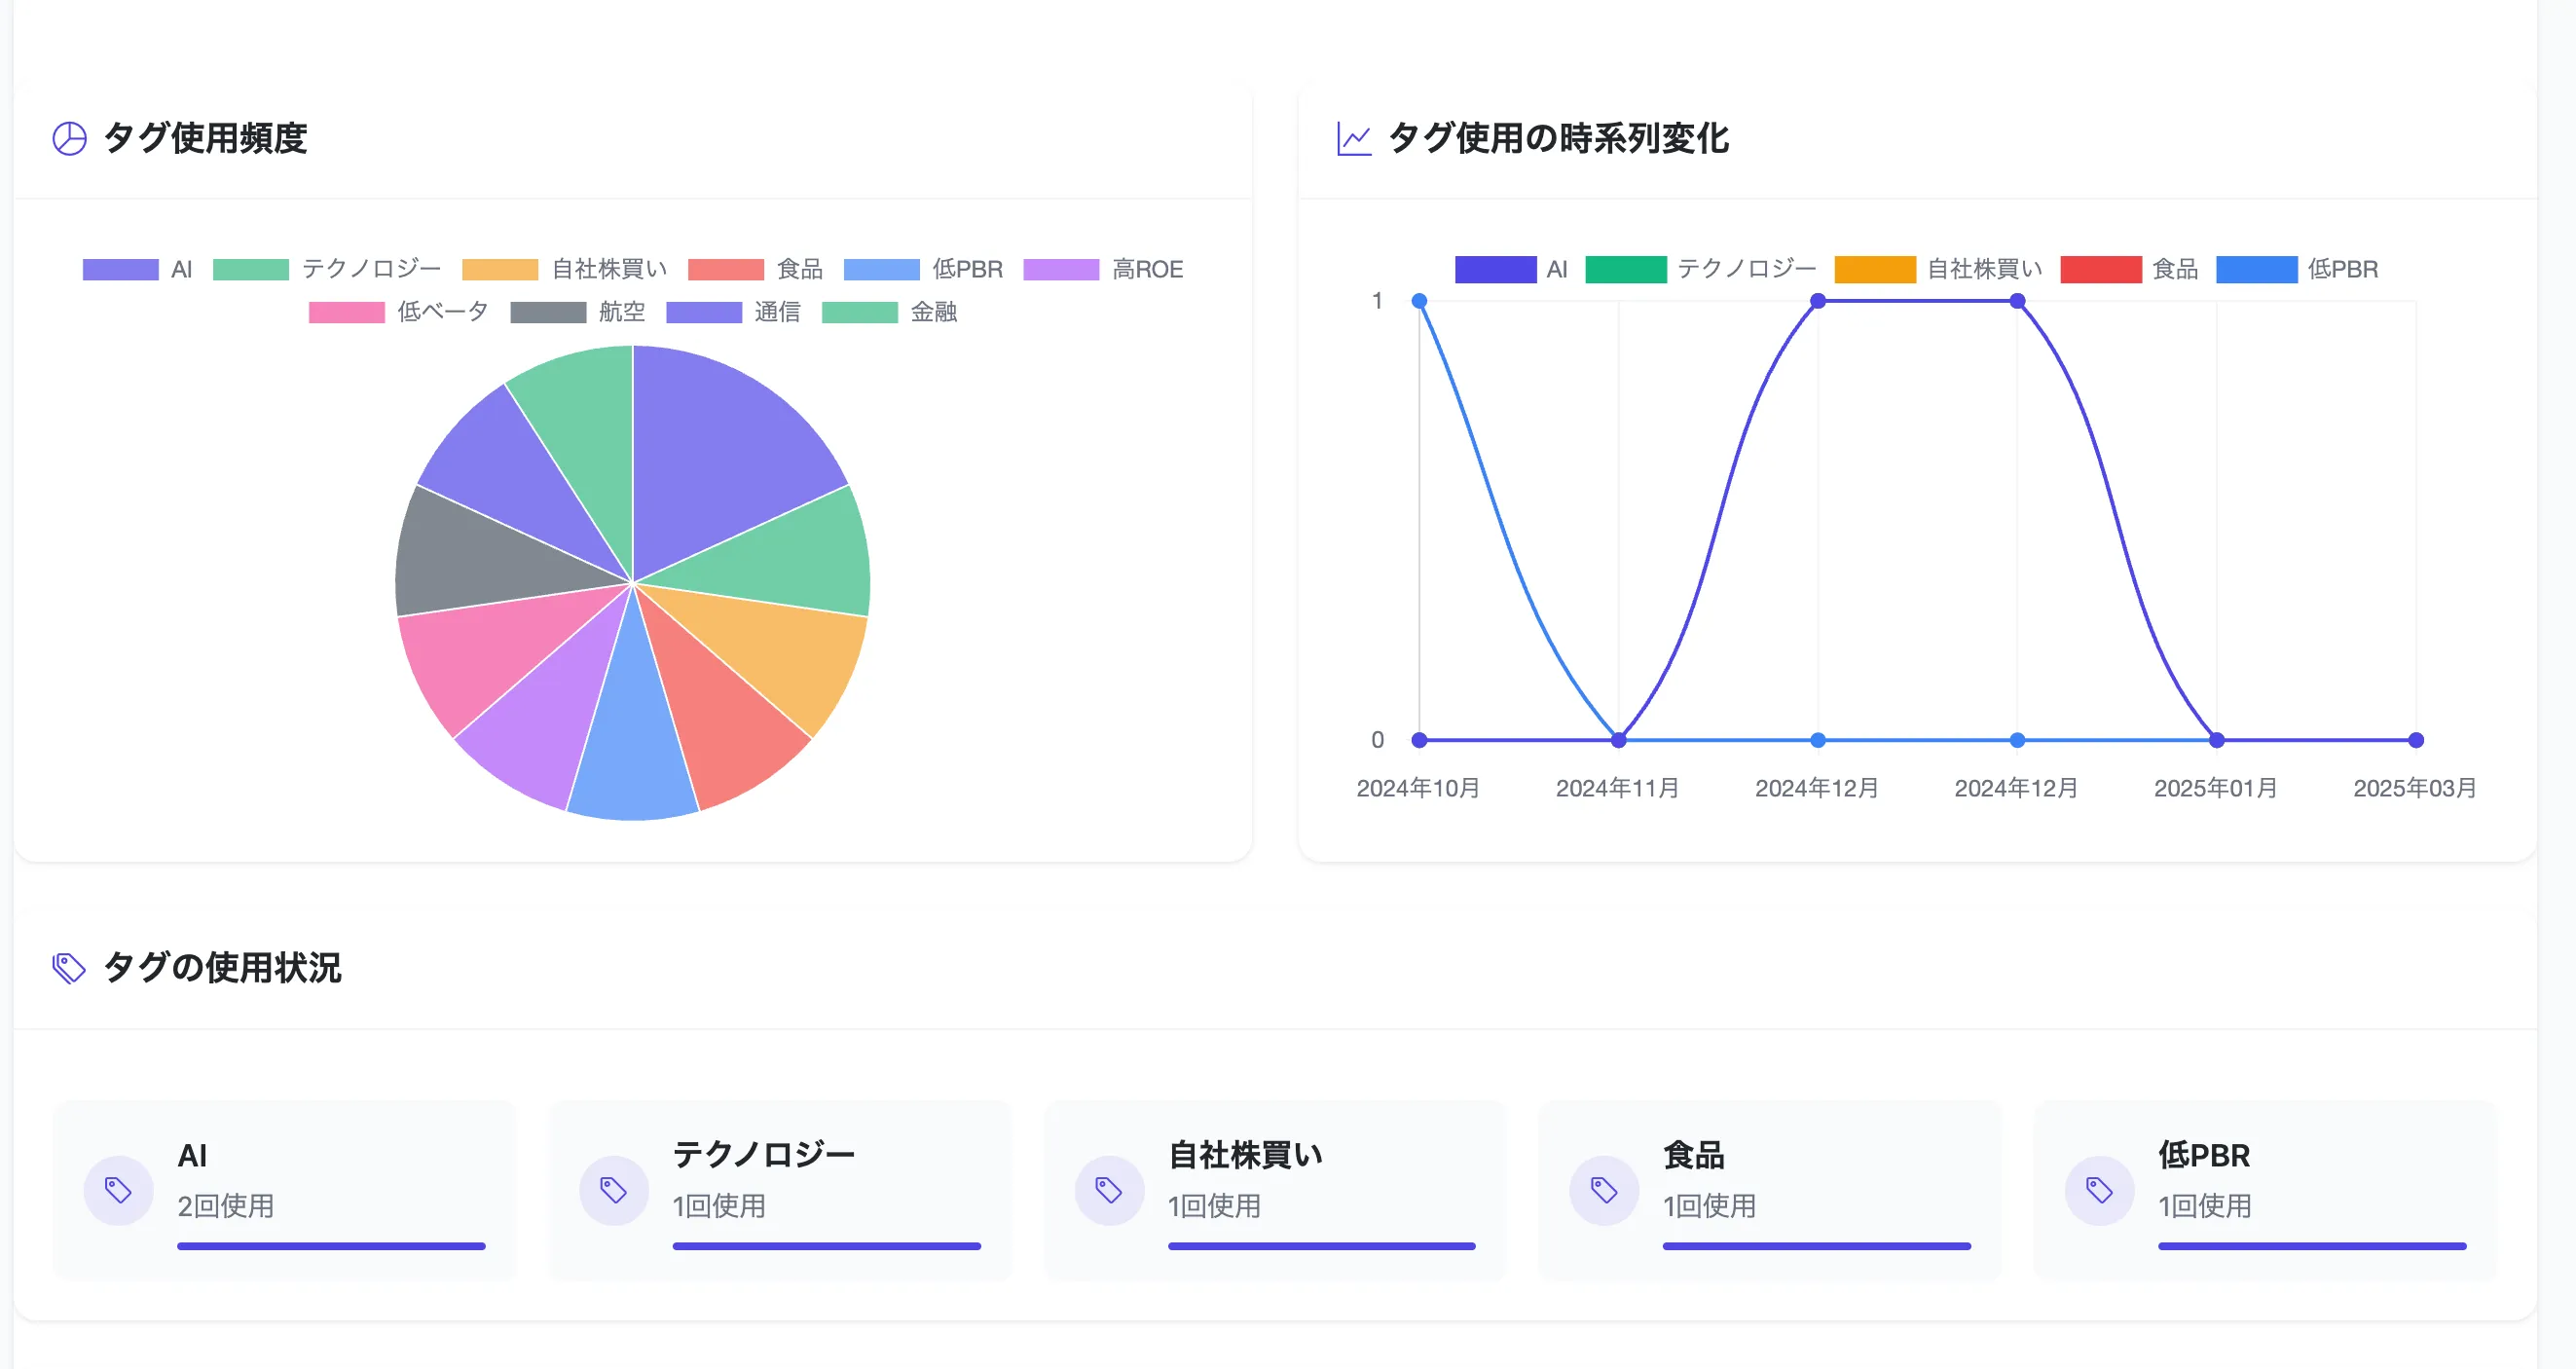 タグ使用頻度
AI テクノロジー 自社株買い 食品 低PBR 高ROE
低ベータ 航空 通信 金融
タグ使用の時系列変化
AI テクノロジー 自社株買い 食品 低PBR
1
0
2024年10月 2024年11月 2024年12月 2024年12月 2025年01月 2025年03月
タグの使用状況
AI
2回使用
テクノロジー
1回使用
自社株買い
1回使用
食品
1回使用
低PBR
1回使用